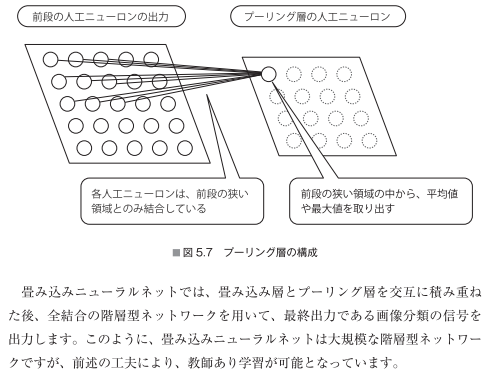 前段の人工ニューロンの出力
プーリング層の人工ニューロン
各人工ニューロンは、前段の狭い
領域とのみ結合している
前段の狭い領域の中から、平均値
や最大値を取り出す
■図 5.7　プーリング層の構成
畳み込みニューラルネットでは、畳み込み層とプーリング層を交互に積み重ね
た後、全結合の階層型ネットワークを用いて、最終出力である画像分類の信号を
出力します。このように、畳み込みニューラルネットは大規模な階層型ネットワー
クですが、前述の工夫により、教師あり学習が可能となっています。